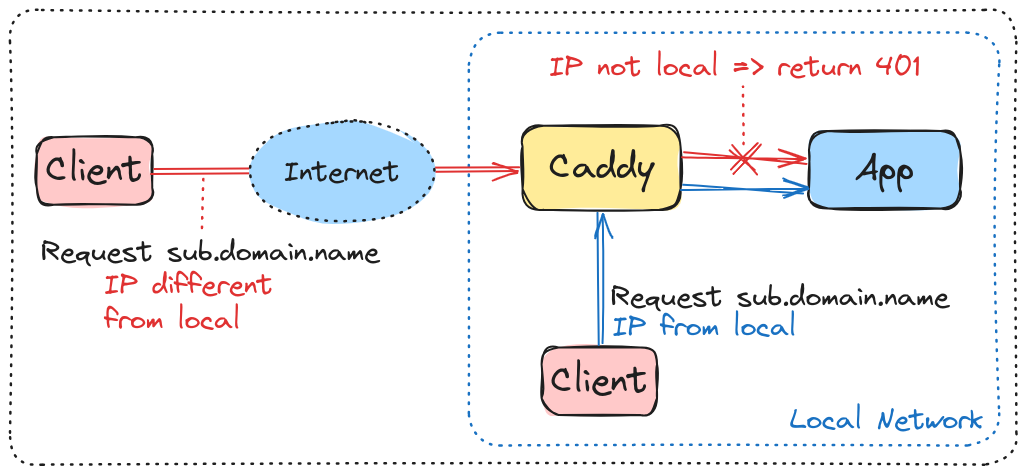 IP not local => return 401
Client
Internet
Caddy
App
Request sub.domain.name
IP different
from local
Request sub.domain.name
IP from local
Client
Local Network